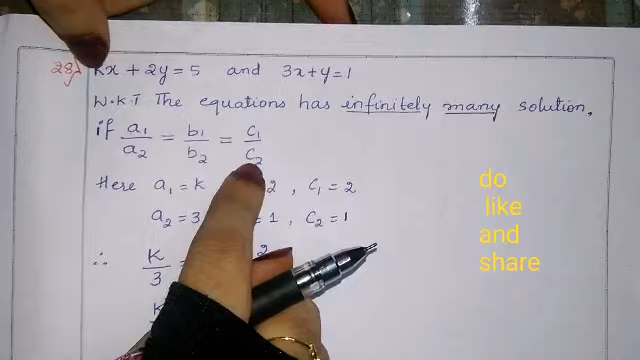 28) Kx + 2y = 5 and 3x + y = 1
W.K.T The equations has infinitely many solution.
if a₁/a₂ = b₁/b₂ = c₁/c₂
Here a₁ = k 2 , c₁ = 2
a₂ = 3 = 1 , c₂ = 1
∴ K/3 = 2
do
like
and
share